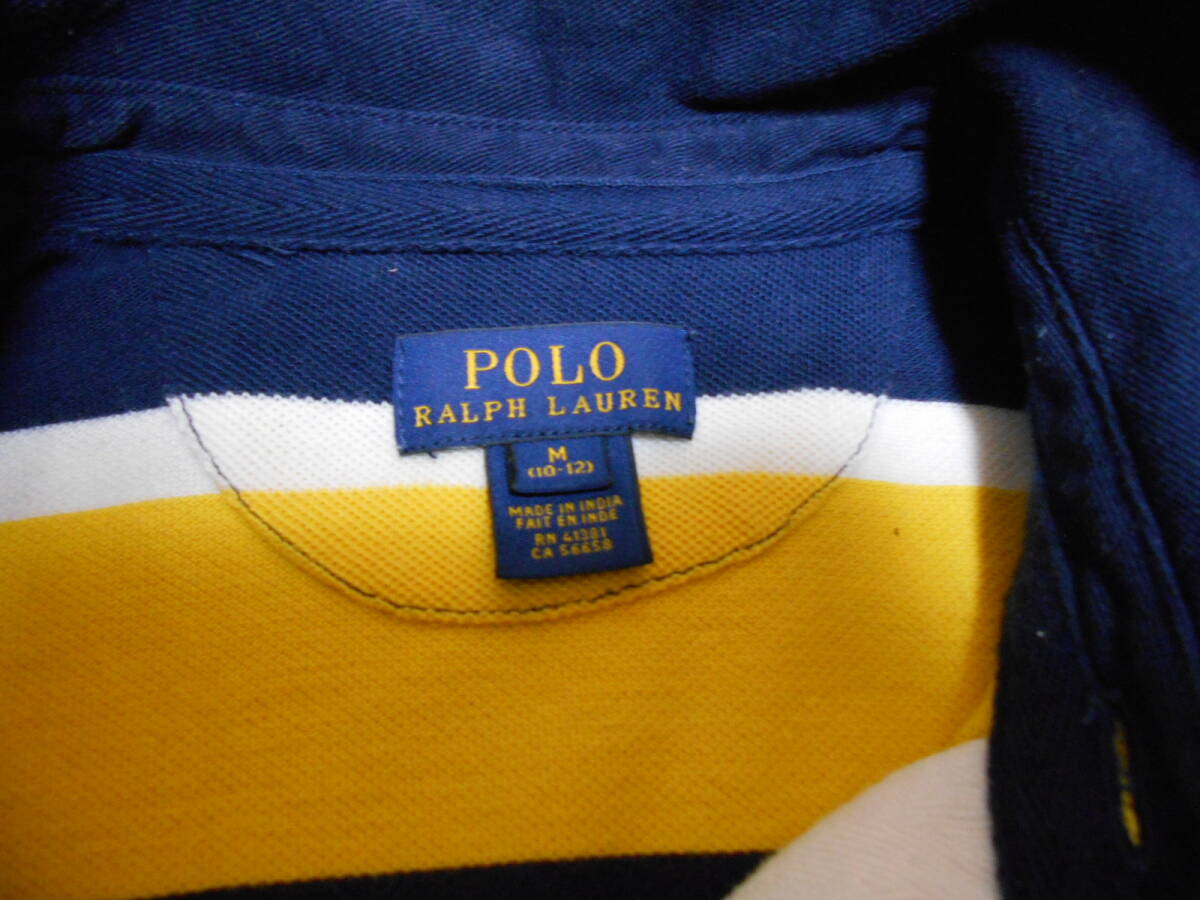 POLO
RALPH LAUREN
M
(10-12)
MADE IN INDIA
FAIT EN INDE
RN 41381
CA 56658